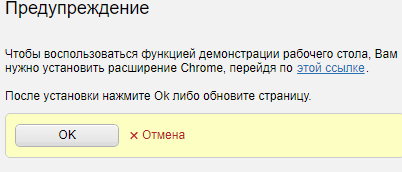 Предупреждение
Чтобы воспользоваться функцией демонстрации рабочего стола, Вам
нужно установить расширение Chrome, перейдя по этой ссылке.
После установки нажмите Ok либо обновите страницу.
OK ✕ Отмена